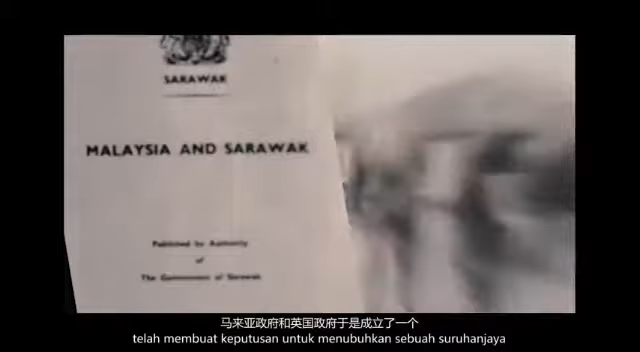 SARAWAK
MALAYSIA AND SARAWAK
Published by Authority
of
The Government of Sarawak
马来亚政府和英国政府于是成立了一个
telah membuat keputusan untuk menubuhkan sebuah suruhanjaya